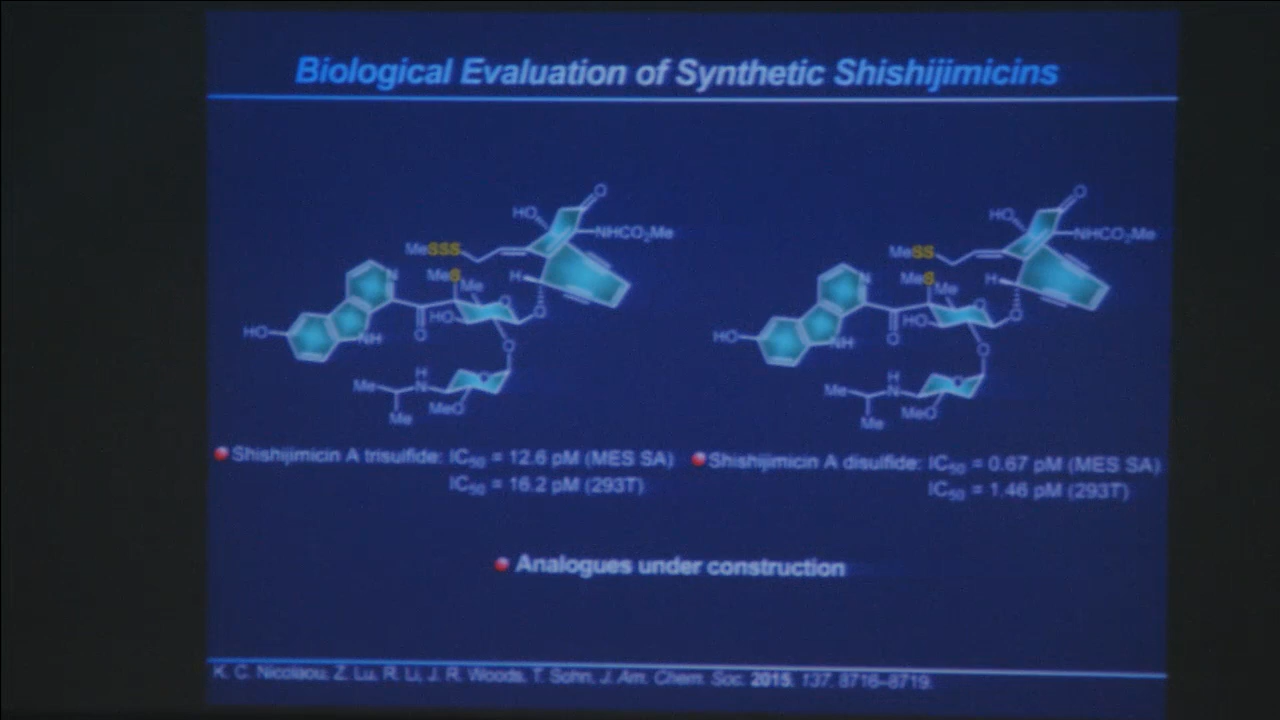 Biological Evaluation of Synthetic Shishijimicins
O
HO
NHCO₂Me
MeSSS
MeS
Me
H
N
HO
O
HO
O
O
NH
O
H
N
Me
O
MeO
Me
O
HO
NHCO₂Me
MeSS
MeS
Me
H
N
HO
O
HO
O
O
NH
O
H
N
Me
O
MeO
Me
Shishijimicin A trisulfide: IC₅₀ = 12.6 pM (MES SA)
IC₅₀ = 16.2 pM (293T)
Shishijimicin A disulfide: IC₅₀ = 0.67 pM (MES SA)
IC₅₀ = 1.46 pM (293T)
Analogues under construction
K. C. Nicolaou, Z. Lu, R. Li, J. R. Woods, T. Sohn, J. Am. Chem. Soc. 2015, 137, 8716–8719.